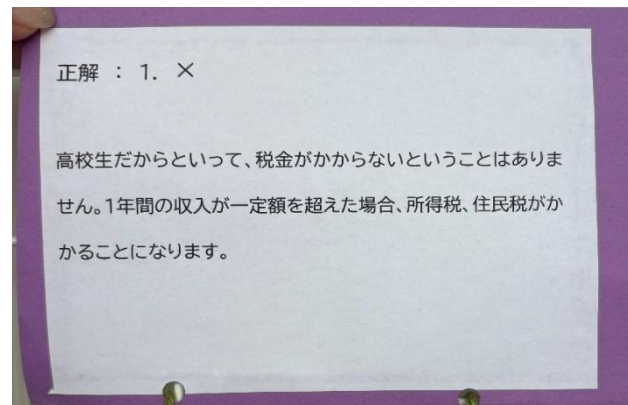 正解 : 1. ×
高校生だからといって、税金がかからないということはありま
せん。1年間の収入が一定額を超えた場合、所得税、住民税がか
かることになります。